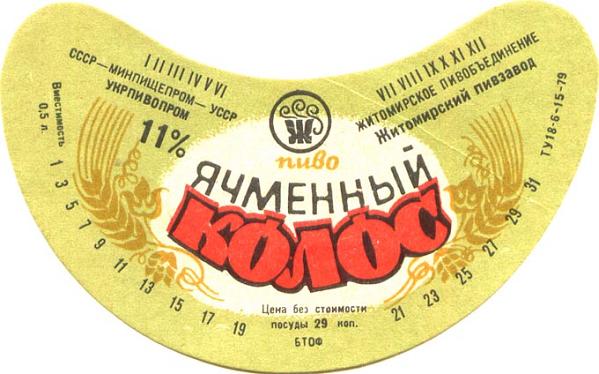 I II III IV V VI
СССР—МИНПИЩЕПРОМ—УССР
УКРПИВОПРОМ
11%
Вместимость
0,5 л.
VII VIII IX X XI XII
ЖИТОМИРСКОЕ ПИВОБЪЕДИНЕНИЕ
Житомирский пивзавод
ТУ18-6-15-79
Ж
пиво
ЯЧМЕННЫЙ
КОЛОС
1 3 5 7 9 11 13 15 17 19
21 23 25 27 29 31
Цена без стоимости
посуды 29 коп.
БТОФ